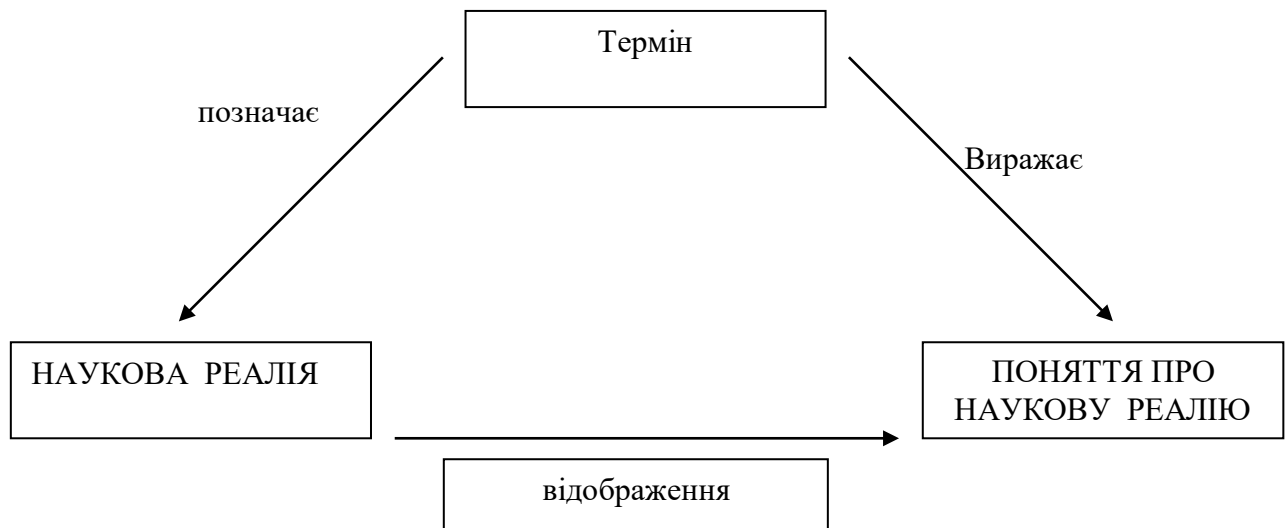 Термін
позначає
Виражає
НАУКОВА РЕАЛІЯ
ПОНЯТТЯ ПРО
НАУКОВУ РЕАЛІЮ
відображення